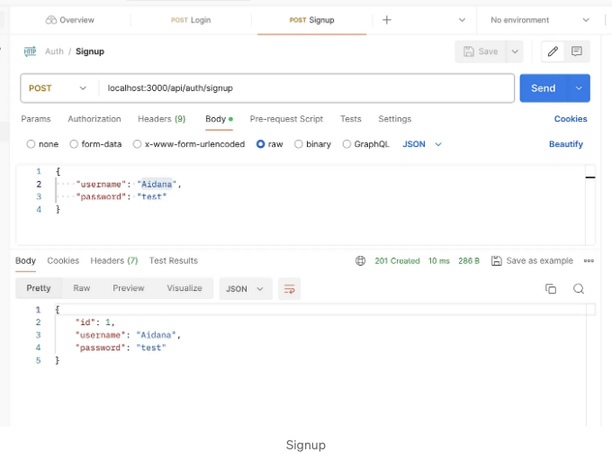 Overview POST Login POST Signup No environment
HTTP Auth / Signup Save
POST localhost:3000/api/auth/signup Send
Params Authorization Headers (9) Body Pre-request Script Tests Settings Cookies
none form-data x-www-form-urlencoded raw binary GraphQL JSON Beautify
1 {
2 ····"username": "Aidana",
3 ····"password": "test"
4 }
Body Cookies Headers (7) Test Results 201 Created 10 ms 286 B Save as example
Pretty Raw Preview Visualize JSON
1 {
2 "id": 1,
3 "username": "Aidana",
4 "password": "test"
5 }
Signup